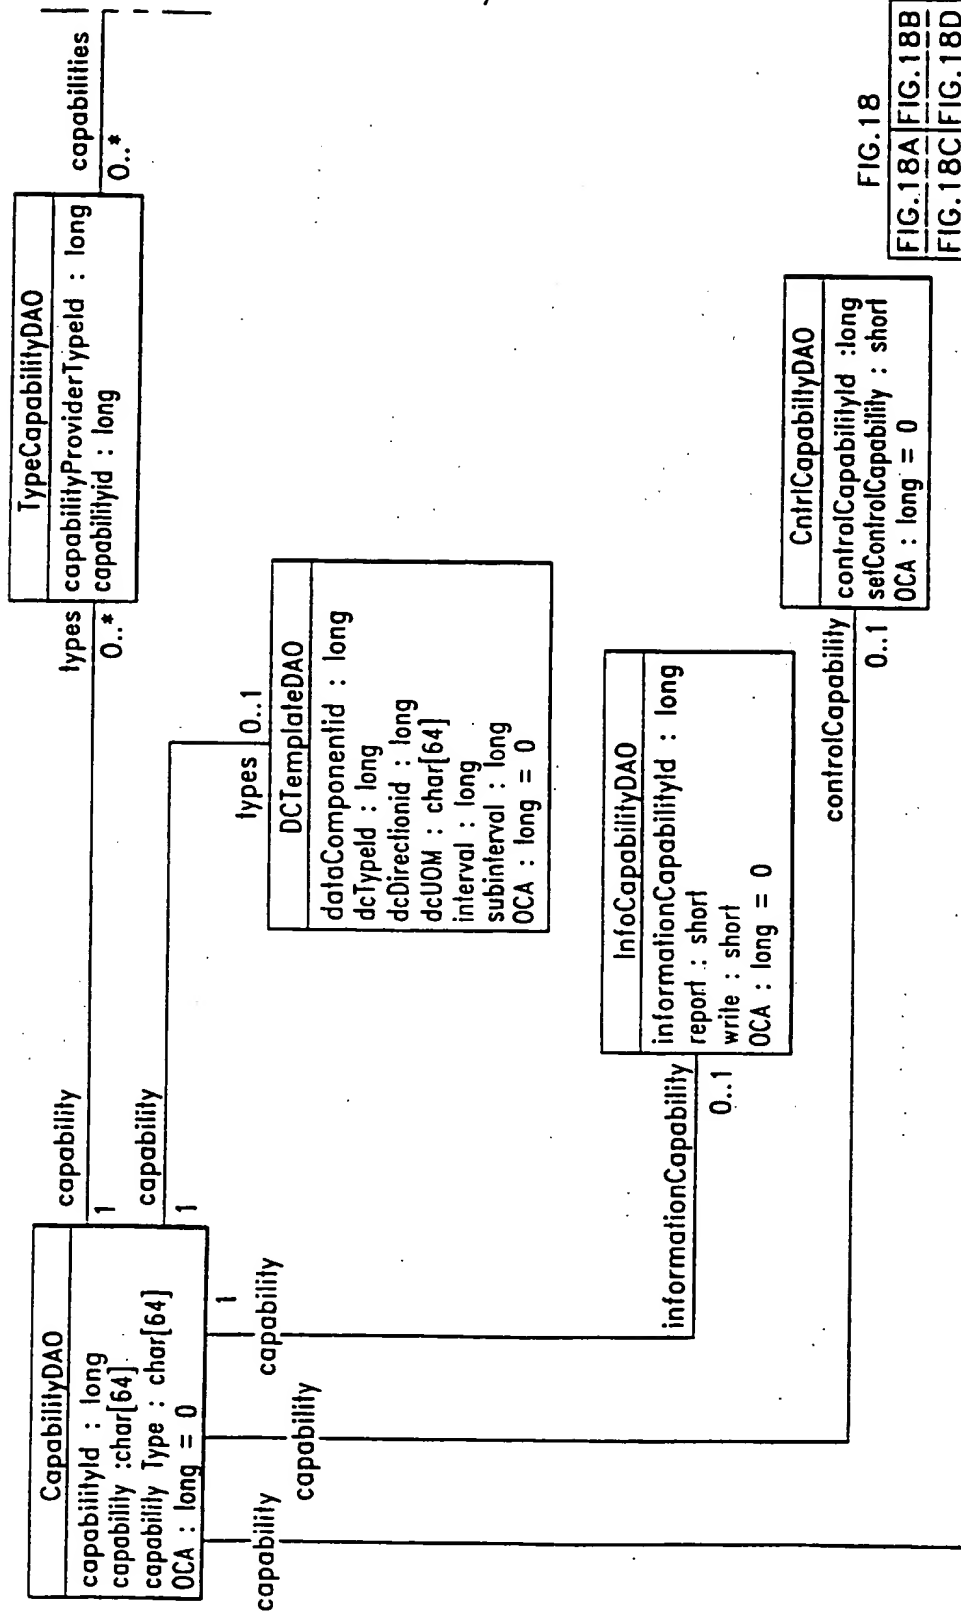 CapabilityDAO
capabilityId : long
capability :char[64]
capability Type : char[64]
OCA : long = 0
capability
1
types
0..*
TypeCapabilityDAO
capabilityProviderTypeId : long
capabilityid : long
capabilities
0..*
capability
1
types
0..1
DCTemplateDAO
dataComponentid : long
dcTypeId : long
dcDirectionid : long
dcUOM : char[64]
interval : long
subinterval : long
OCA : long = 0
1
capability
informationCapability
0..1
InfoCapabilityDAO
informationCapabilityId : long
report : short
write : short
OCA : long = 0
capability
controlCapability
0..1
CntrlCapabiltyDAO
controlCapabilityId :long
setControlCapability : short
OCA : long = 0
capability
FIG.18
FIG.18A FIG.18B
FIG.18C FIG.18D